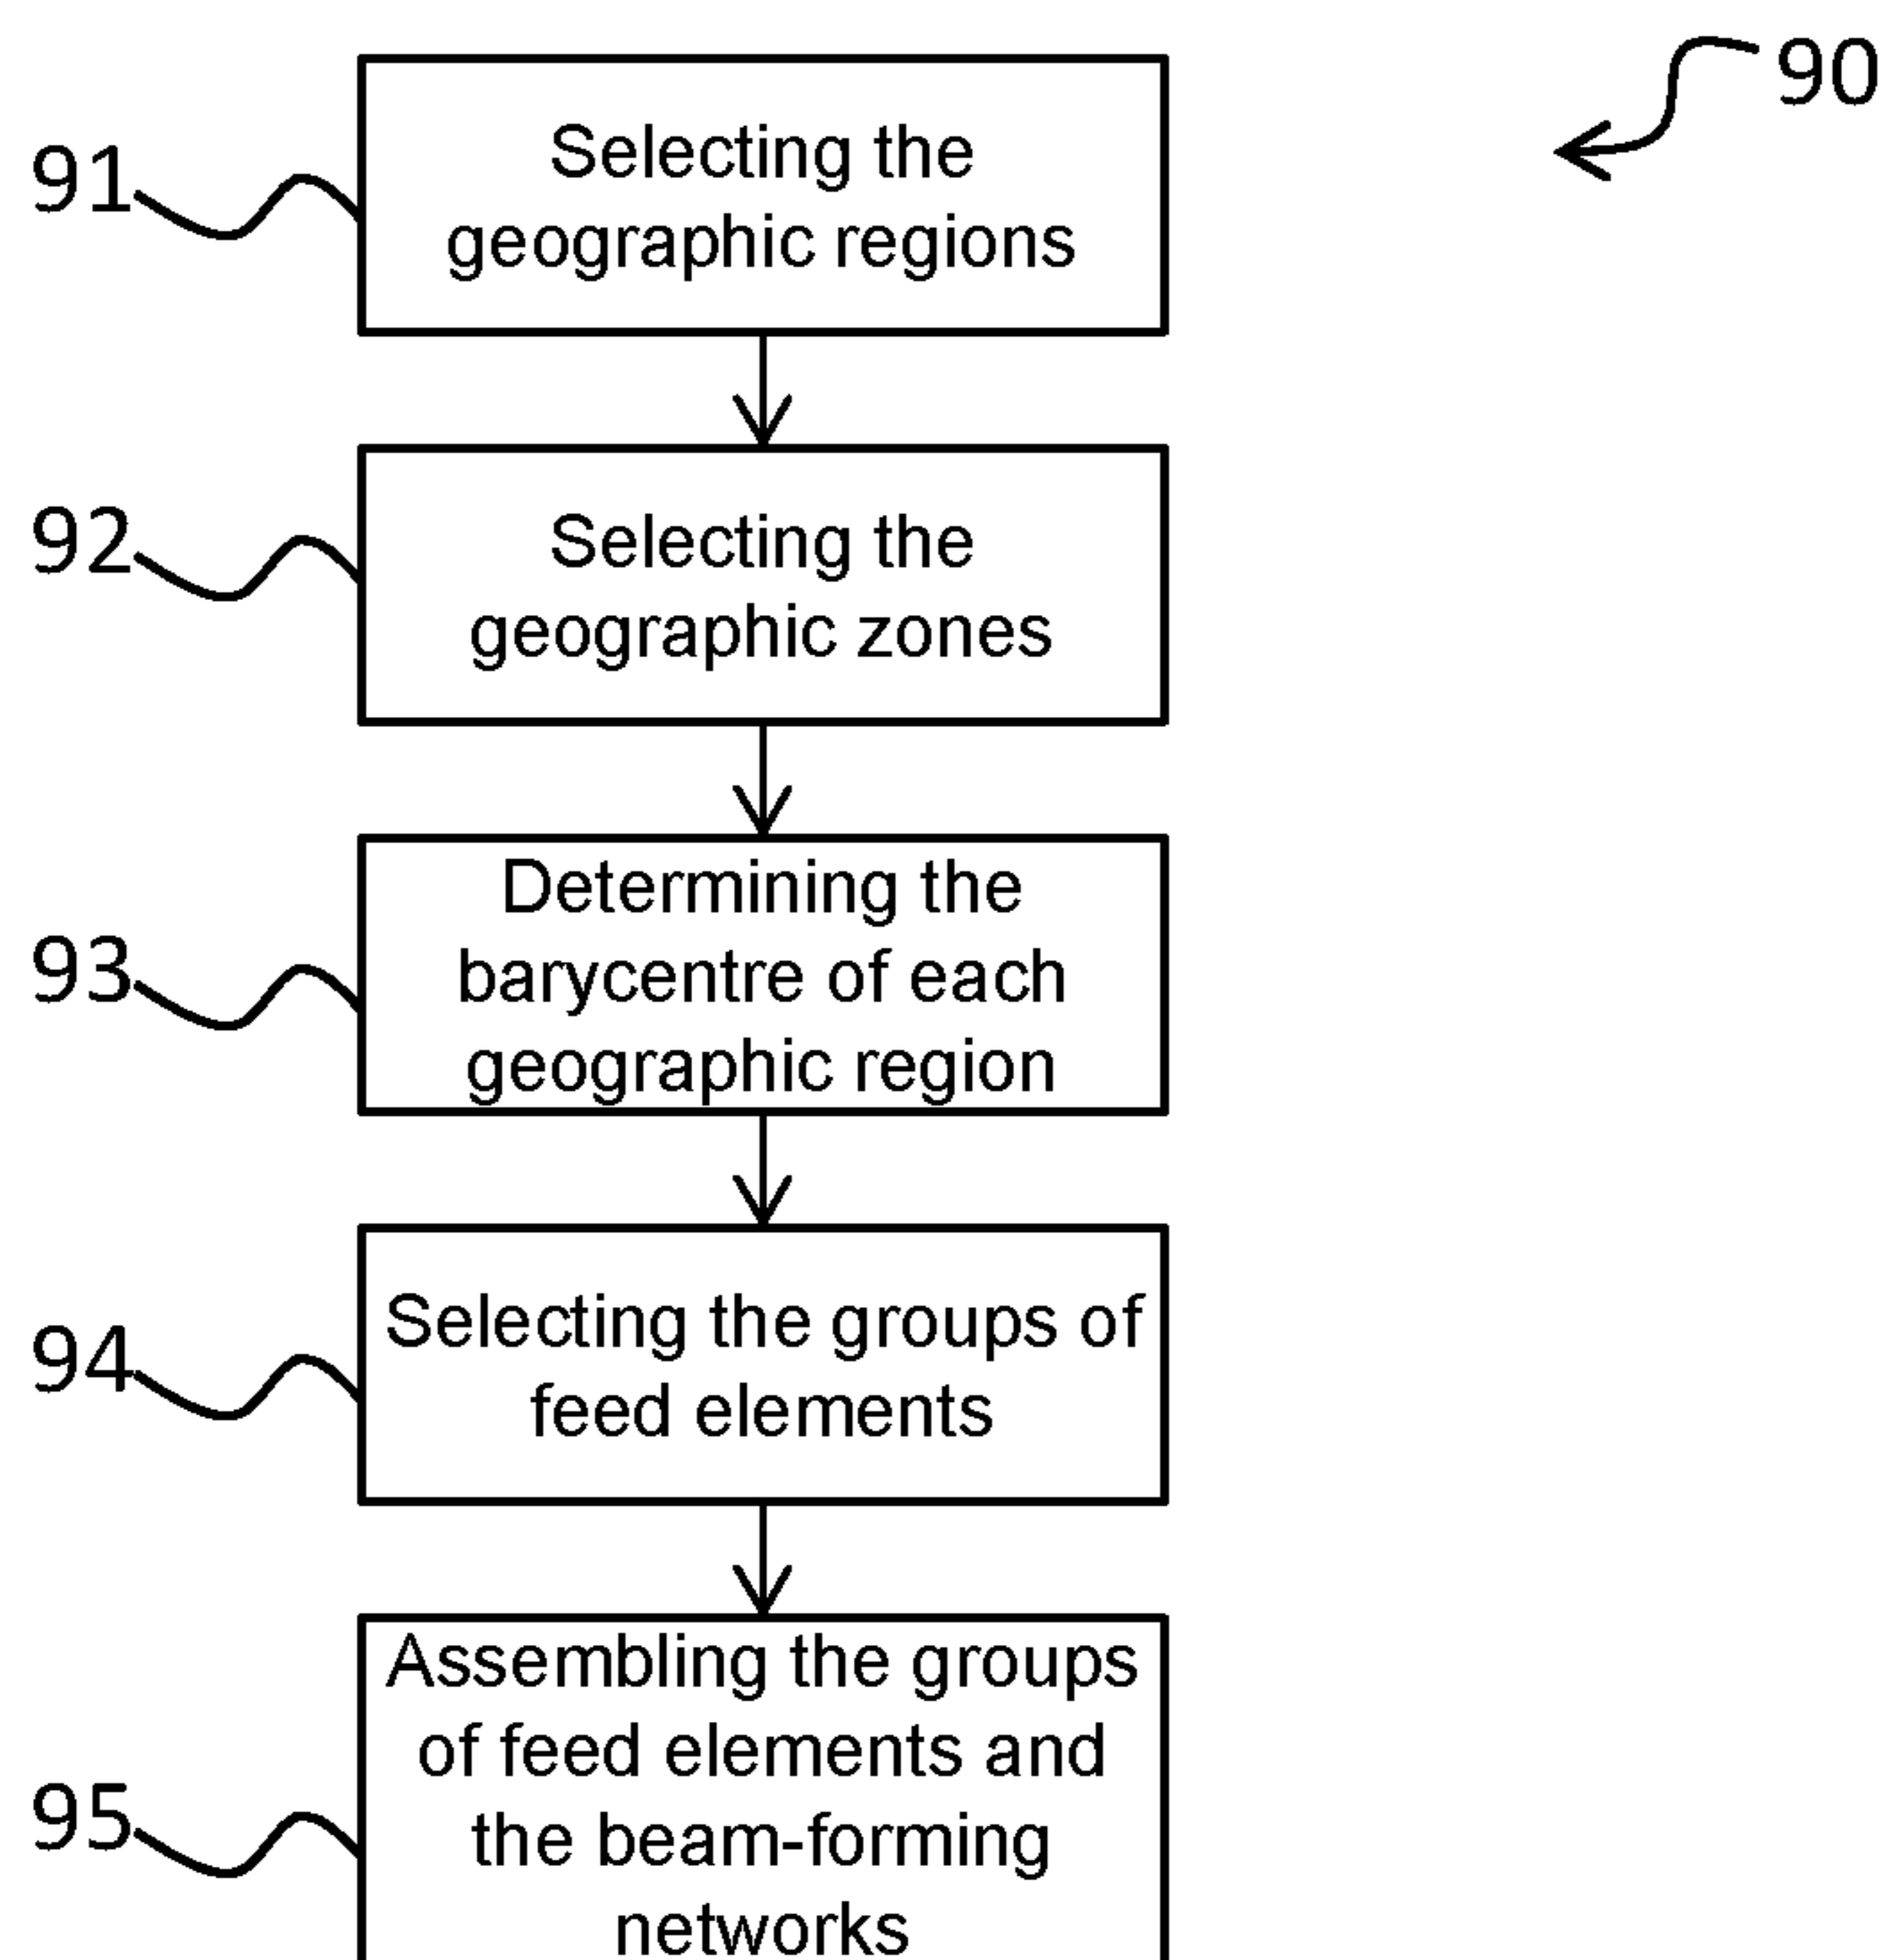 90
91
Selecting the
geographic regions
92
Selecting the
geographic zones
93
Determining the
barycentre of each
geographic region
94
Selecting the groups of
feed elements
95
Assembling the groups
of feed elements and
the beam-forming
networks